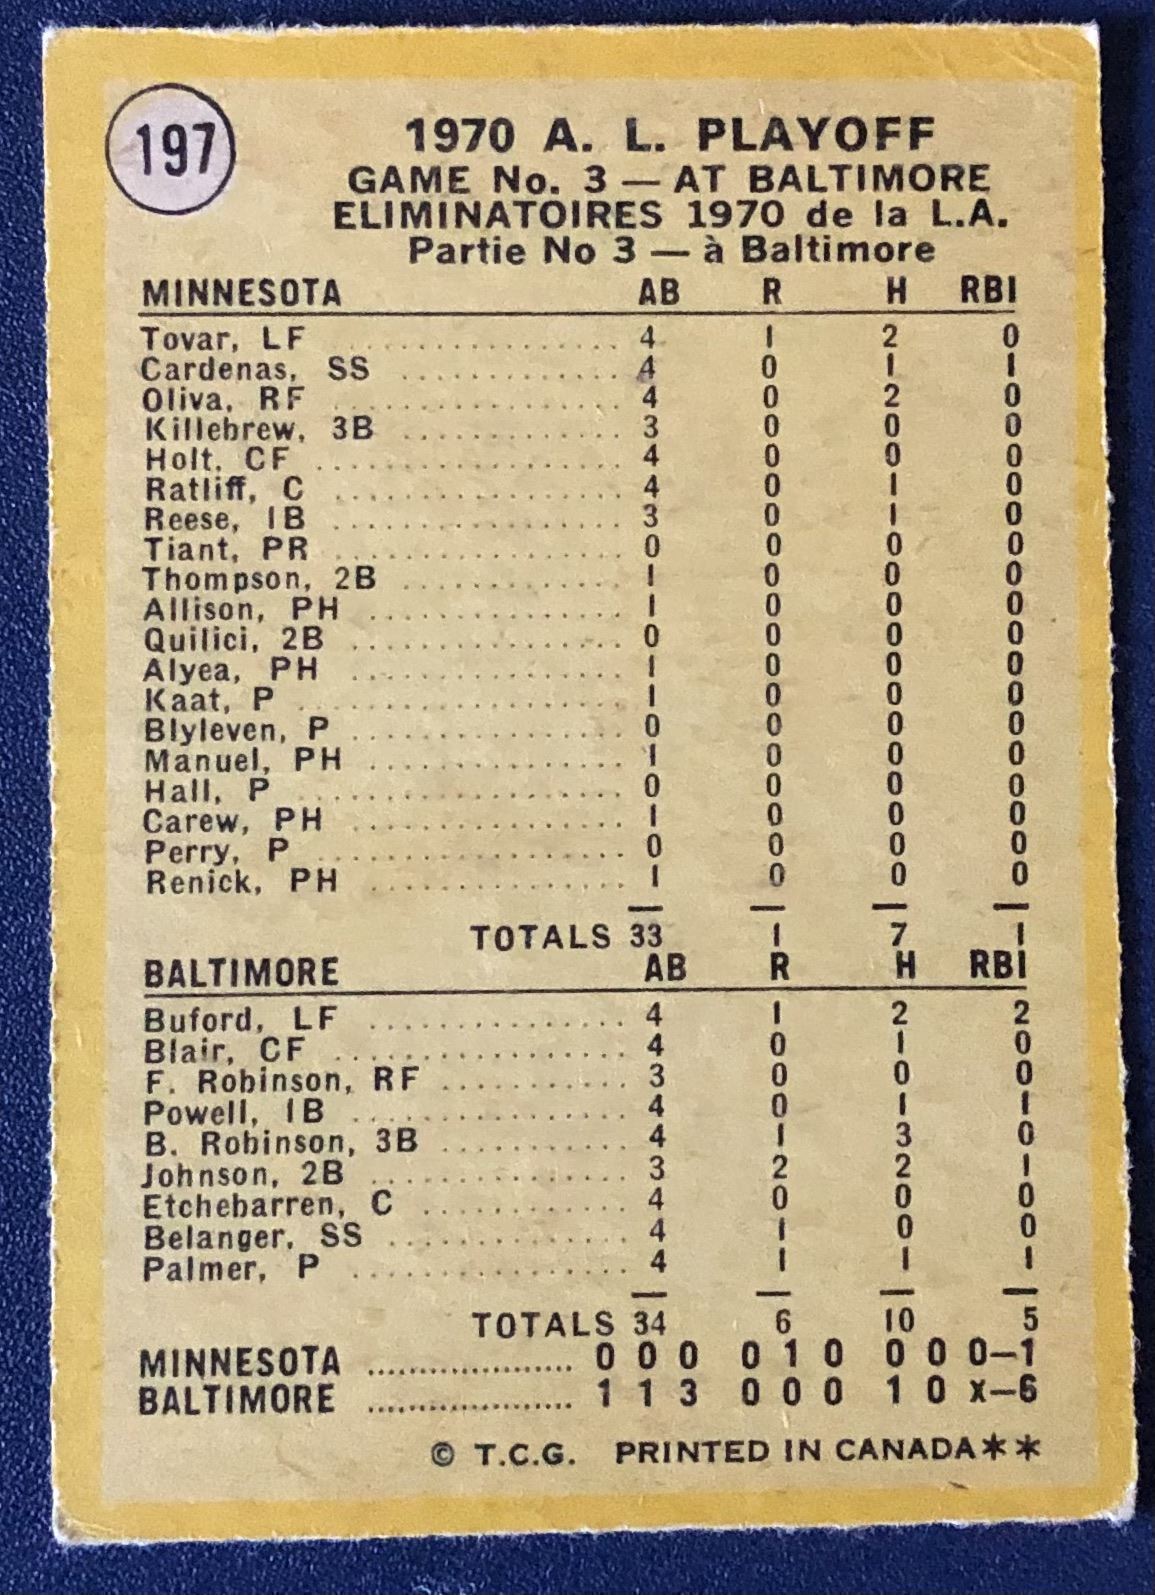 197
1970 A. L. PLAYOFF
GAME No. 3 — AT BALTIMORE
ELIMINATOIRES 1970 de la L.A.
Partie No 3 — à Baltimore
MINNESOTA AB R H RBI
Tovar, LF 4 1 2 0
Cardenas, SS 4 0 1 1
Oliva, RF 4 0 2 0
Killebrew, 3B 3 0 0 0
Holt, CF 4 0 0 0
Ratliff, C 4 0 1 0
Reese, 1B 3 0 1 0
Tiant, PR 0 0 0 0
Thompson, 2B 1 0 0 0
Allison, PH 1 0 0 0
Quilici, 2B 0 0 0 0
Alyea, PH 1 0 0 0
Kaat, P 1 0 0 0
Blyleven, P 0 0 0 0
Manuel, PH 1 0 0 0
Hall, P 0 0 0 0
Carew, PH 1 0 0 0
Perry, P 0 0 0 0
Renick, PH 1 0 0 0
TOTALS 33 1 7 1
BALTIMORE AB R H RBI
Buford, LF 4 1 2 2
Blair, CF 4 0 1 0
F. Robinson, RF 3 0 0 0
Powell, 1B 4 0 1 1
B. Robinson, 3B 4 1 3 0
Johnson, 2B 3 2 2 1
Etchebarren, C 4 0 0 0
Belanger, SS 4 1 0 0
Palmer, P 4 1 1 1
TOTALS 34 6 10 5
MINNESOTA 0 0 0 0 1 0 0 0 0—1
BALTIMORE 1 1 3 0 0 0 1 0 x—6
© T.C.G. PRINTED IN CANADA**